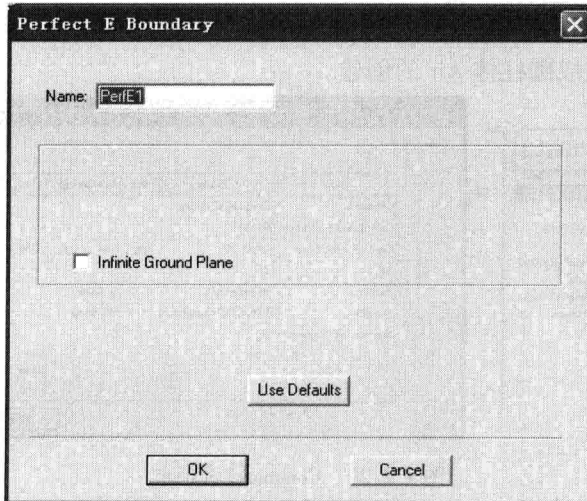 Perfect E Boundary
Name: PerfE1
Infinite Ground Plane
Use Defaults
OK
Cancel